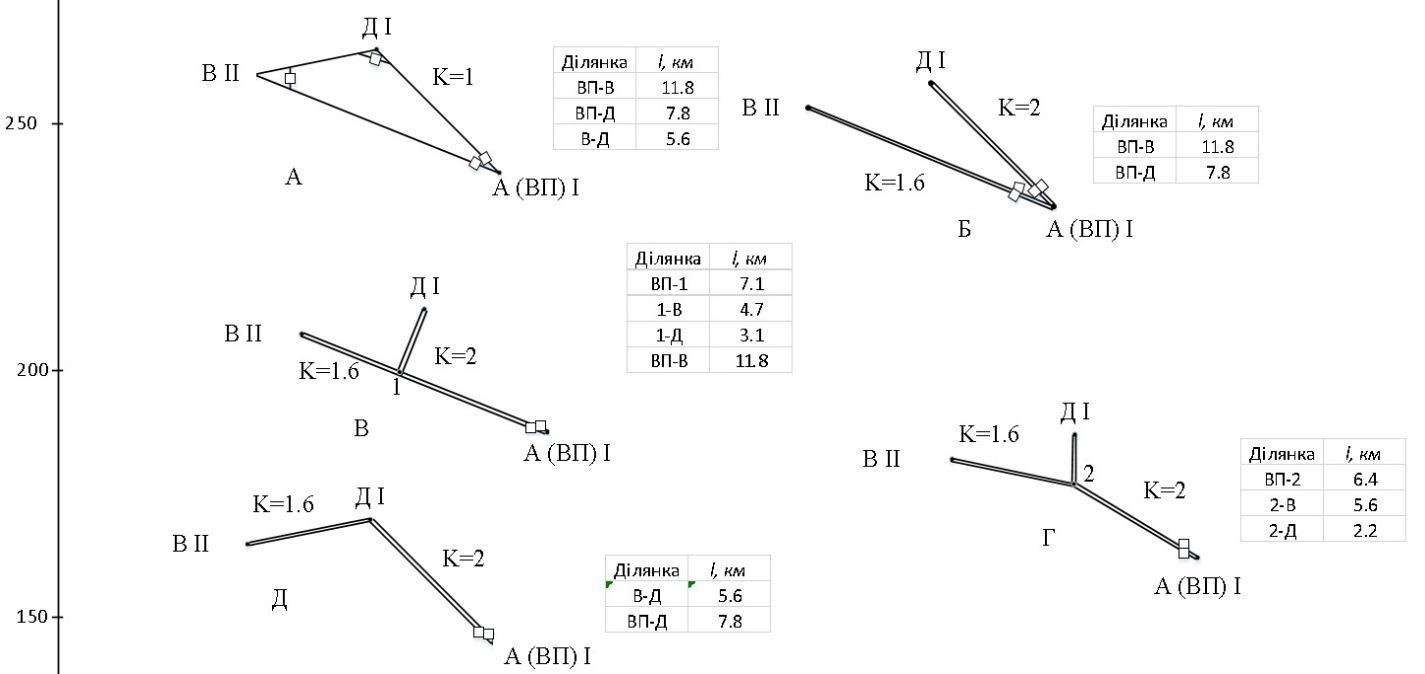 Д I
В II
K=1
А (ВП) I
А
Ділянка l, км
ВП-В 11.8
ВП-Д 7.8
В-Д 5.6
Д I
В II
K=2
K=1.6
А (ВП) I
Б
Ділянка l, км
ВП-В 11.8
ВП-Д 7.8
250
Д I
В II
K=2
K=1.6
1
В
А (ВП) I
Ділянка l, км
ВП-1 7.1
1-В 4.7
1-Д 3.1
ВП-В 11.8
200
Д I
K=1.6
В II
2
K=2
Г
А (ВП) I
Ділянка l, км
ВП-2 6.4
2-В 5.6
2-Д 2.2
Д I
K=1.6
В II
K=2
Д
А (ВП) I
Ділянка l, км
В-Д 5.6
ВП-Д 7.8
150